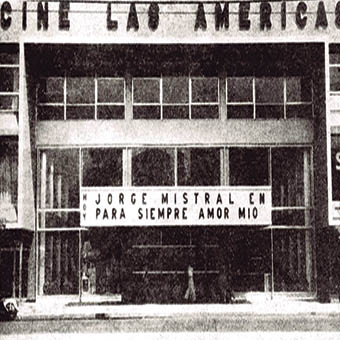 CINE LAS AMERICAS
HOY JORGE MISTRAL EN
PARA SIEMPRE AMOR MIO